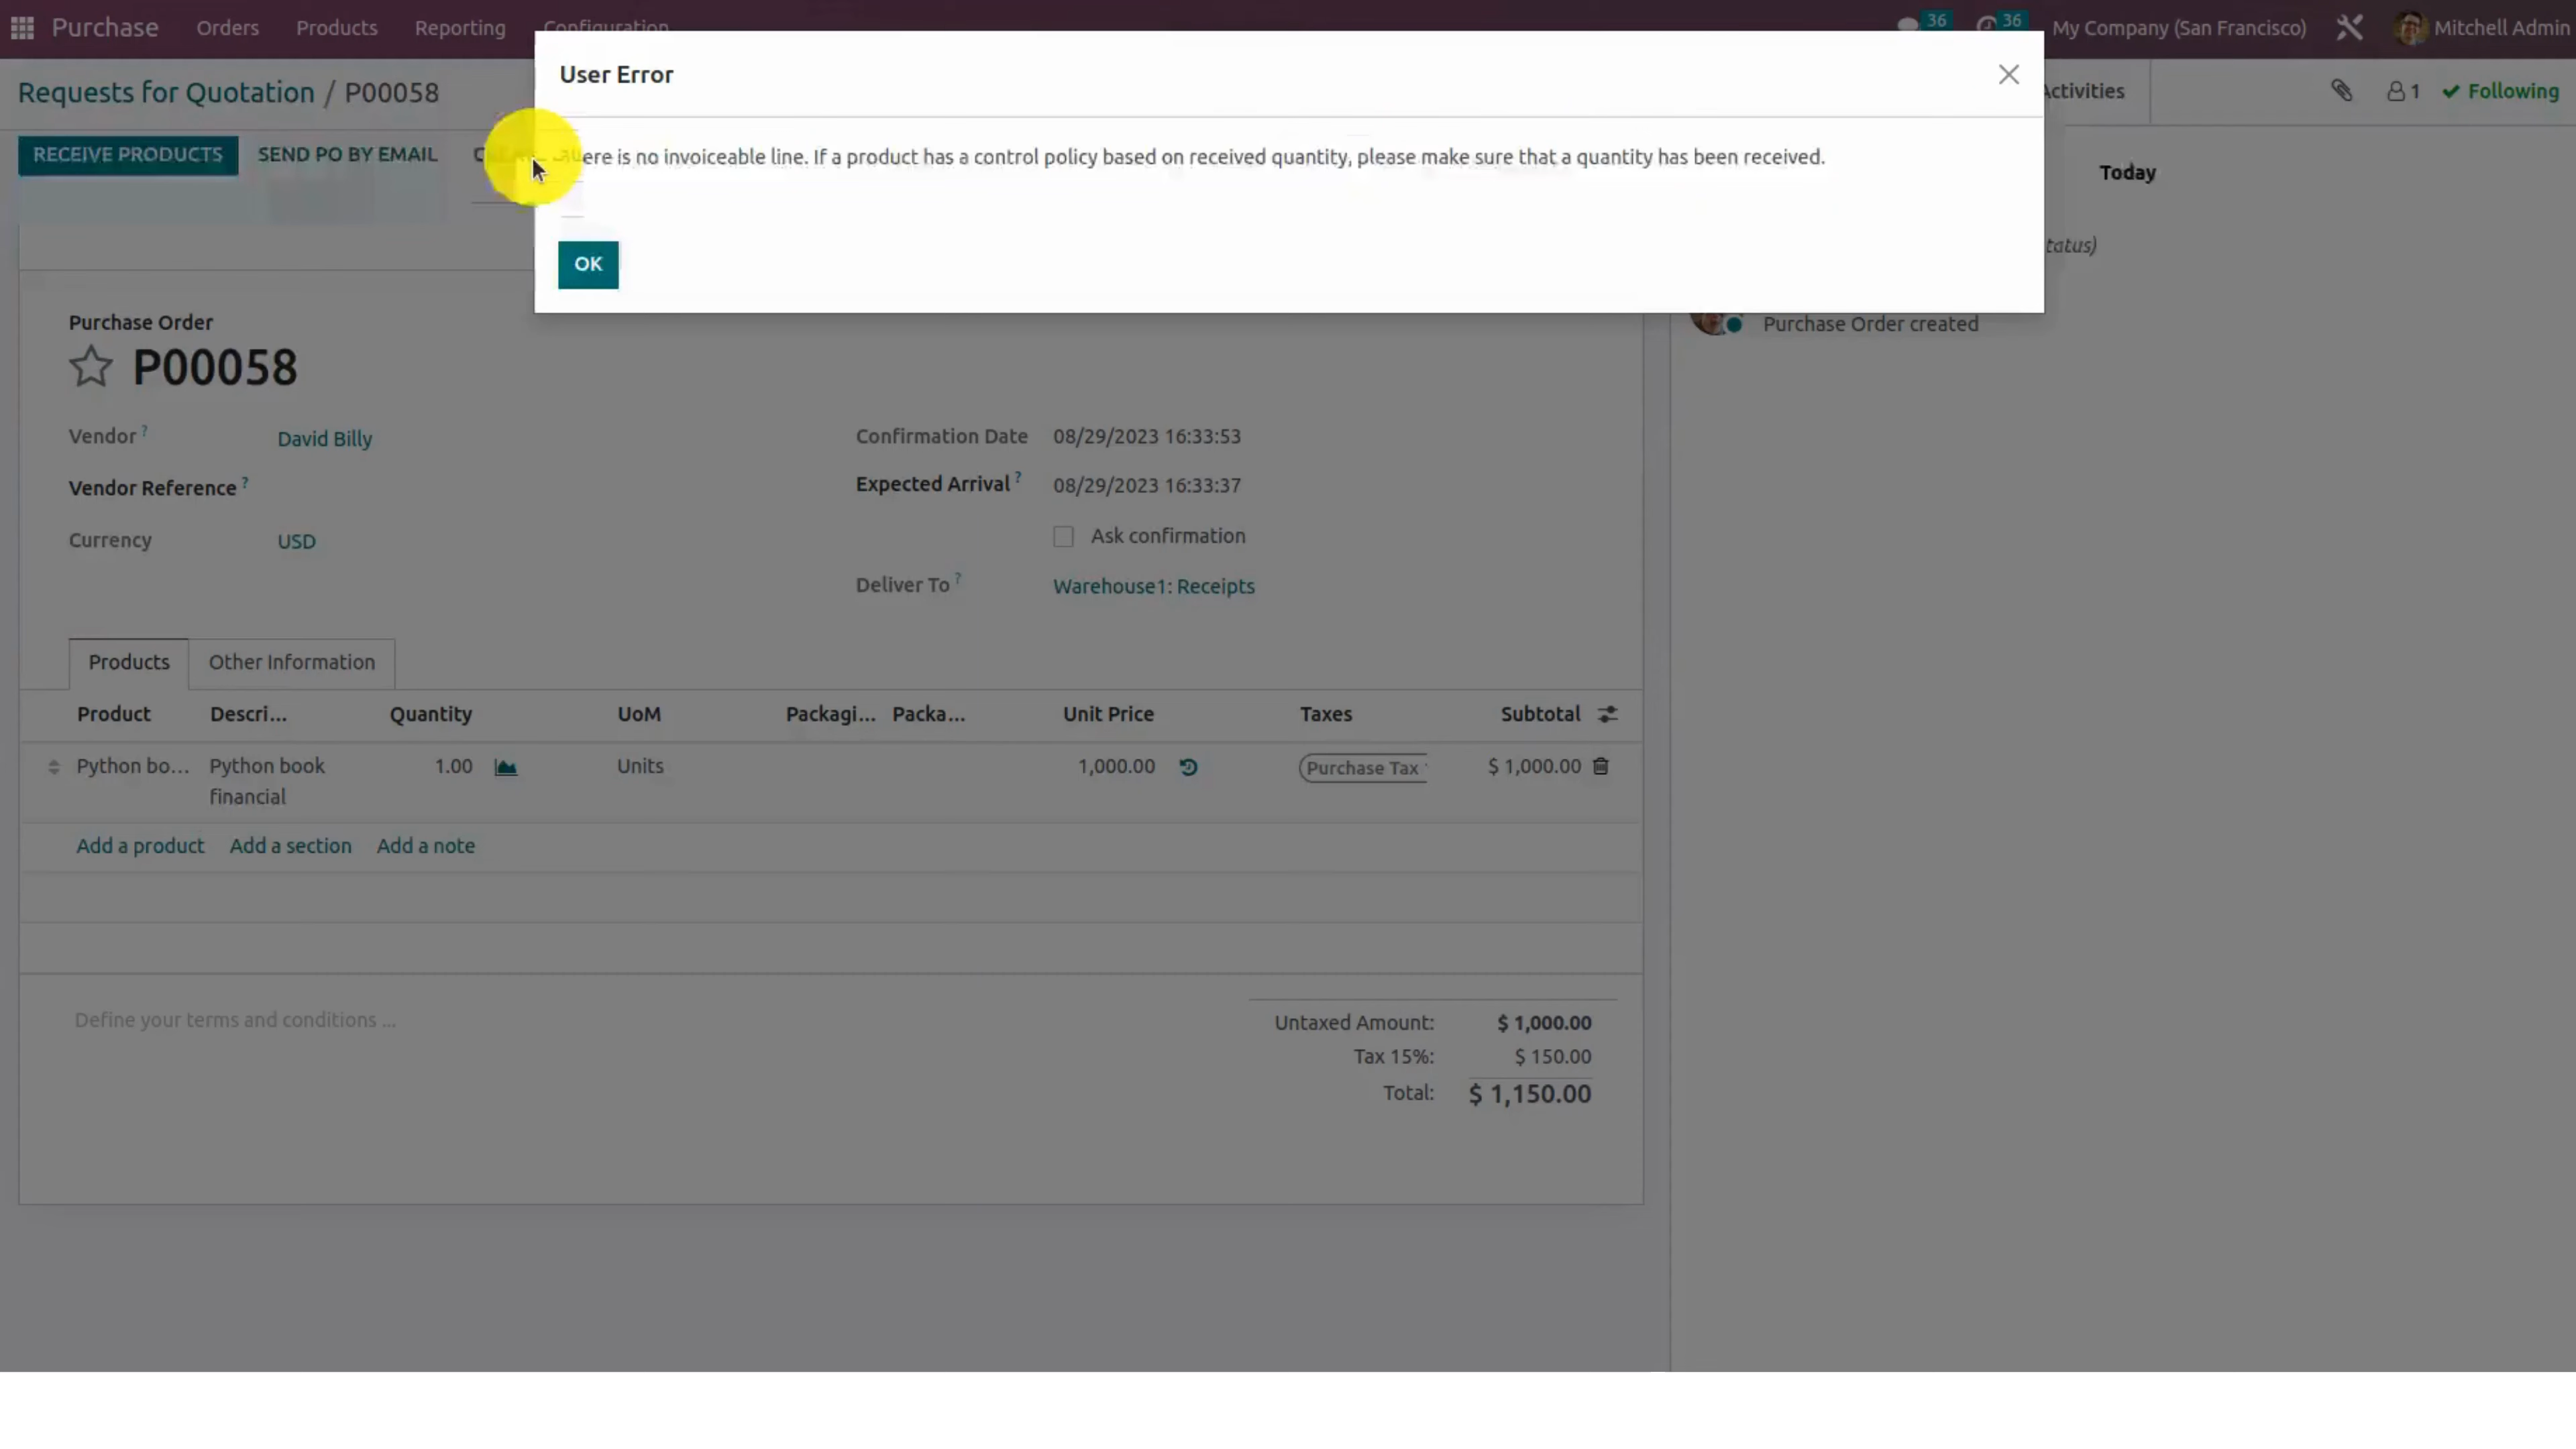 Purchase Orders Products Reporting Configuration 36 36 My Company (San Francisco) Mitchell Admin
User Error
Requests for Quotation / P00058
Activities 1 Following
RECEIVE PRODUCTS SEND PO BY EMAIL
ere is no invoiceable line. If a product has a control policy based on received quantity, please make sure that a quantity has been received.
Today
tatus)
OK
Purchase Order created
Purchase Order
P00058
Vendor ? David Billy
Confirmation Date 08/29/2023 16:33:53
Vendor Reference ?
Expected Arrival ? 08/29/2023 16:33:37
Currency USD
Ask confirmation
Deliver To ? Warehouse1: Receipts
Products Other Information
Product Descri... Quantity UoM Packagi... Packa... Unit Price Taxes Subtotal
Python bo... Python book 1.00 Units 1,000.00 Purchase Tax $ 1,000.00
financial
Add a product Add a section Add a note
Define your terms and conditions ...
Untaxed Amount: $ 1,000.00
Tax 15%: $ 150.00
Total: $ 1,150.00